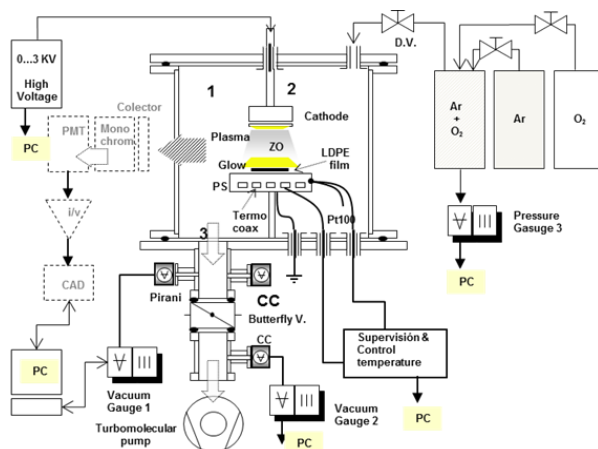 0...3 KV
High
Voltage
PC
Colector
PMT
Mono
chrom
i/v
CAD
PC
1
2
3
Cathode
Plasma
ZO
Glow
LDPE
film
PS
Termo
coax
Pt100
D.V.
Ar
+
O2
Ar
O2
Pressure
Gasuge 3
PC
Pirani
CC
Butterfly V.
CC
Vacuum
Gauge 1
Turbomolecular
pump
Vacuum
Gauge 2
PC
Supervisión &
Control
temperature
PC